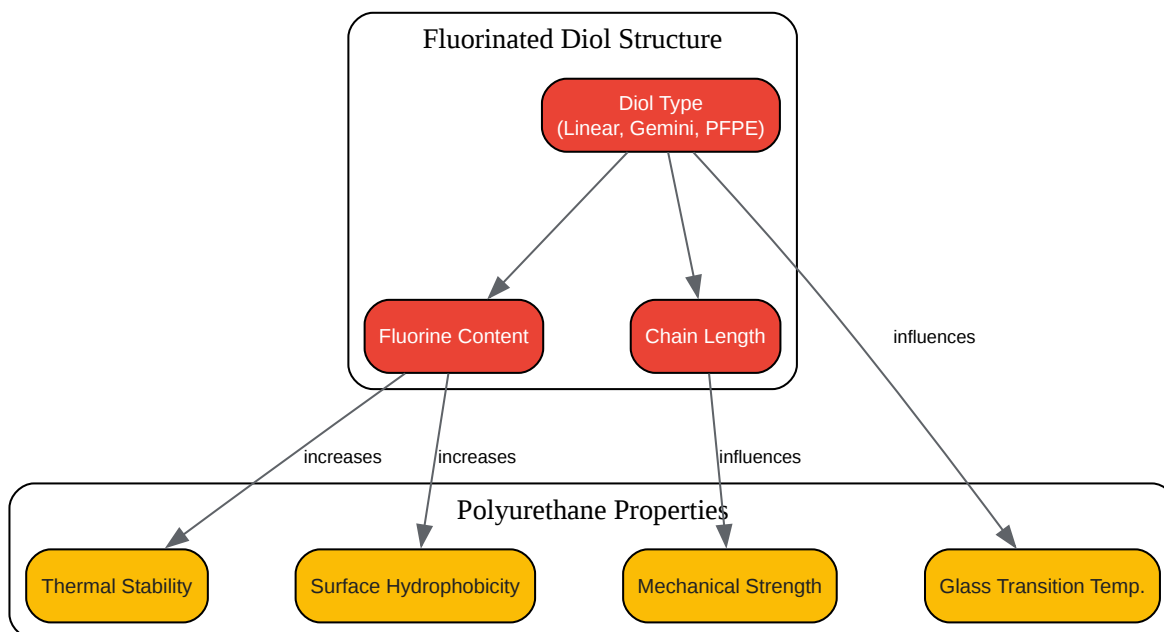 Fluorinated Diol Structure
Diol Type
(Linear, Gemini, PFPE)
Fluorine Content
Chain Length
influences
increases
increases
influences
Polyurethane Properties
Thermal Stability
Surface Hydrophobicity
Mechanical Strength
Glass Transition Temp.